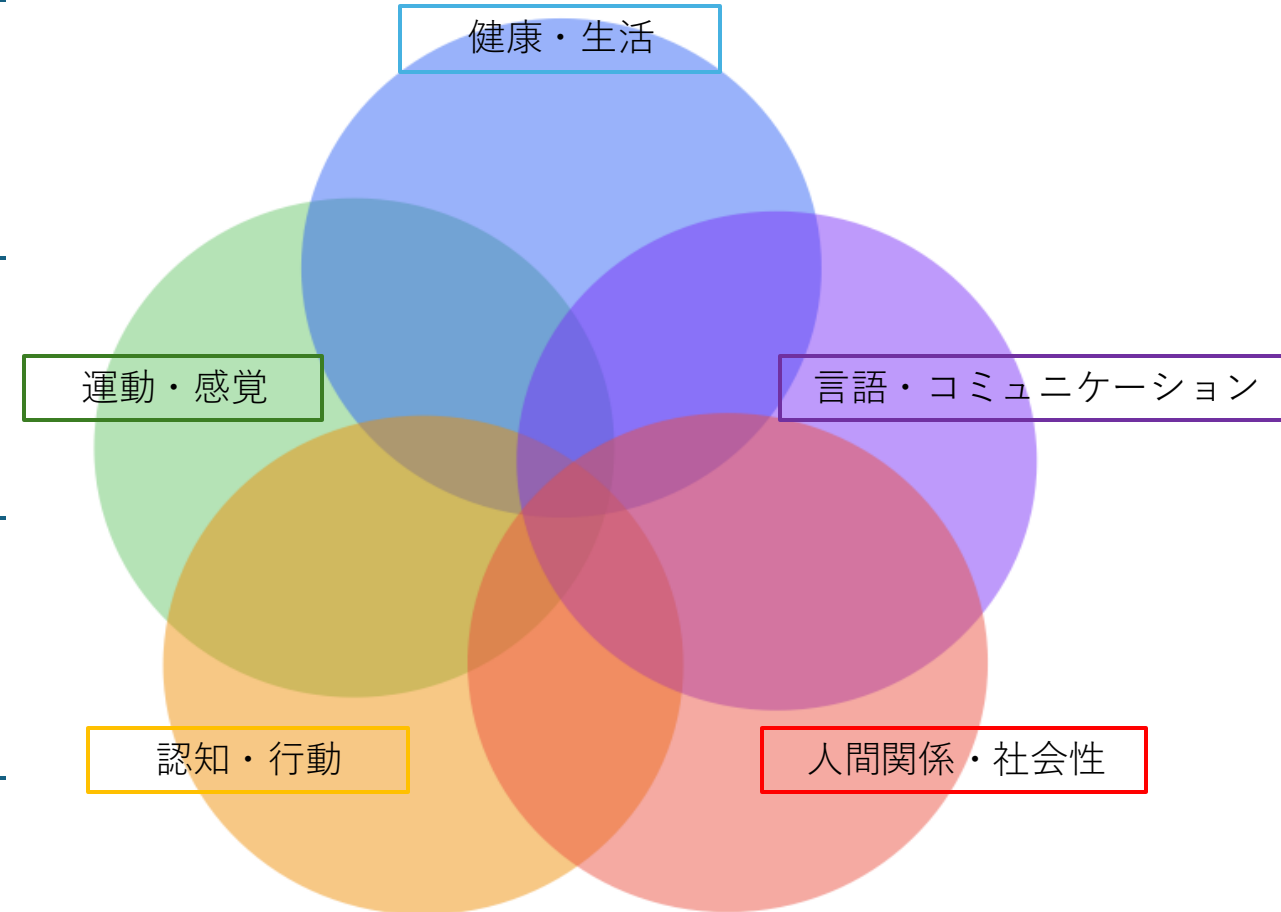 健康・生活
運動・感覚
言語・コミュニケーション
認知・行動
人間関係・社会性